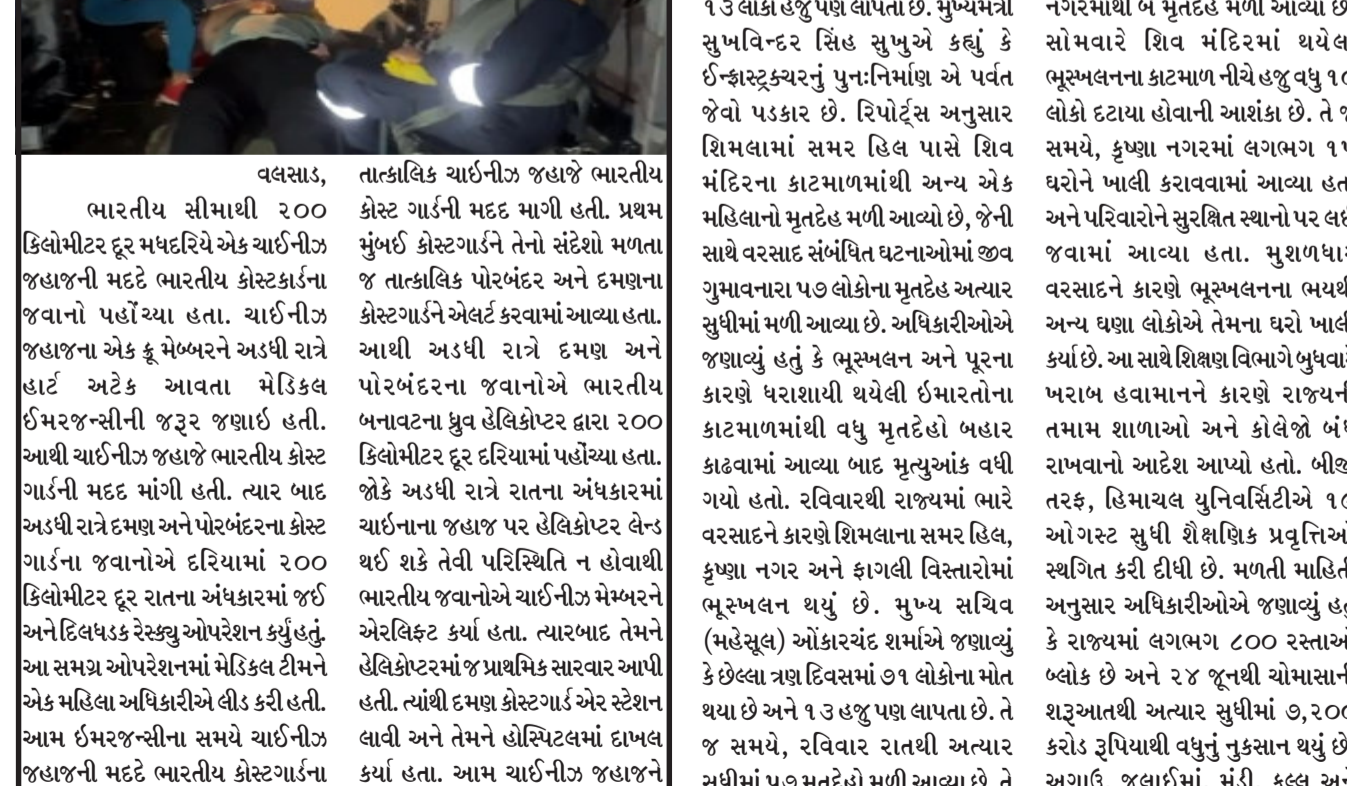 વલસાડ,
ભારતીય સીમાથી ૨૦૦
કિલોમીટર દૂર મધદરિયે એક ચાઈનીઝ
જહાજની મદદે ભારતીય કોસ્ટકાર્ડના
જવાનો પહોંચ્યા હતા. ચાઈનીઝ
જહાજના એક ક્રૂ મેબ્બરને અડધી રાત્રે
હાર્ટ અટેક આવતા મેડિકલ
ઈમરજન્સીની જરૂર જણાઇ હતી.
આથી ચાઈનીઝ જહાજે ભારતીય કોસ્ટ
ગાર્ડની મદદ માંગી હતી. ત્યાર બાદ
અડધી રાત્રે દમણ અને પોરબંદરના કોસ્ટ
ગાર્ડના જવાનોએ દરિયામાં ૨૦૦
કિલોમીટર દૂર રાતના અંધકારમાં જઈ
અને દિલધડક રેસ્ક્યુ ઓપરેશન કર્યું હતું.
આ સમગ્ર ઓપરેશનમાં મેડિકલ ટીમને
એક મહિલા અધિકારીએ લીડ કરી હતી.
આમ ઇમરજન્સીના સમયે ચાઈનીઝ
જહાજની મદદે ભારતીય કોસ્ટગાર્ડના
તાત્કાલિક ચાઇનીઝ જહાજે ભારતીય
કોસ્ટ ગાર્ડની મદદ માગી હતી. પ્રથમ
મુંબઈ કોસ્ટગાર્ડને તેનો સંદેશો મળતા
જ તાત્કાલિક પોરબંદર અને દમણના
કોસ્ટગાર્ડને એલર્ટ કરવામાં આવ્યા હતા.
આથી અડધી રાત્રે દમણ અને
પોરબંદરના જવાનોએ ભારતીય
બનાવટના ધ્રુવ હેલિકોપ્ટર દ્વારા ૨૦૦
કિલોમીટર દૂર દરિયામાં પહોંચ્યા હતા.
જોકે અડધી રાત્રે રાતના અંધકારમાં
ચાઇનાના જહાજ પર હેલિકોપ્ટર લેન્ડ
થઈ શકે તેવી પરિસ્થિતિ ન હોવાથી
ભારતીય જવાનોએ ચાઈનીઝ મેમ્બરને
એરલિફ્ટ કર્યા હતા. ત્યારબાદ તેમને
હેલિકોપ્ટરમાં જ પ્રાથમિક સારવાર આપી
હતી. ત્યાંથી દમણ કોસ્ટગાર્ડ એર સ્ટેશન
લાવી અને તેમને હોસ્પિટલમાં દાખલ
કર્યા હતા. આમ ચાઈનીઝ જહાજને
૧૩ લોકો હજુ પણ લાપતા છે. મુખ્યમંત્રી
સુખવિન્દર સિંહ સુખુએ કહ્યું કે
ઈન્ફ્રાસ્ટ્રક્ચરનું પુનઃનિર્માણ એ પર્વત
જેવો પડકાર છે. રિપોર્ટ્સ અનુસાર
શિમલામાં સમર હિલ પાસે શિવ
મંદિરના કાટમાળમાંથી અન્ય એક
મહિલાનો મૃતદેહ મળી આવ્યો છે, જેની
સાથે વરસાદ સંબંધિત ઘટનાઓમાં જીવ
ગુમાવનારા ૫૭ લોકોના મૃતદેહ અત્યાર
સુધીમાં મળી આવ્યા છે. અધિકારીઓએ
જણાવ્યું હતું કે ભૂસ્ખલન અને પૂરના
કારણે ધરાશાયી થયેલી ઇમારતોના
કાટમાળમાંથી વધુ મૃતદેહો બહાર
કાઢવામાં આવ્યા બાદ મૃત્યુઆંક વધી
ગયો હતો. રવિવારથી રાજ્યમાં ભારે
વરસાદને કારણે શિમલાના સમર હિલ,
કૃષ્ણા નગર અને ફાગલી વિસ્તારોમાં
ભૂસ્ખલન થયું છે. મુખ્ય સચિવ
(મહેસૂલ) ઓંકારચંદ શર્માએ જણાવ્યું
કે છેલ્લા ત્રણ દિવસમાં ૭૧ લોકોના મોત
થયા છે અને ૧૩ હજુ પણ લાપતા છે. તે
જ સમયે, રવિવાર રાતથી અત્યાર
સુધીમાં ૫૭ મૃતદેહો મળી આવ્યા છે. તે
નગરમાંથી બે મૃતદેહ મળી આવ્યા
સોમવારે શિવ મંદિરમાં
ભૂસ્ખલનના કાટમાળ નીચે હજુ વધુ
લોકો દટાયા હોવાની આશંકા છે. તે
સમયે, કૃષ્ણા નગરમાં લગભગ
ઘરોને ખાલી કરાવવામાં આવ્યા
અને પરિવારોને સુરક્ષિત સ્થાનો પર
જવામાં આવ્યા હતા.
વરસાદને કારણે ભૂસ્ખલનના
અન્ય ઘણા લોકોએ તેમના ઘરો
કર્યા છે. આ સાથે શિક્ષણ વિભાગે
ખરાબ હવામાનને કારણે
તમામ શાળાઓ અને કોલેજો
રાખવાનો આદેશ આપ્યો હતો.
તરફ, હિમાચલ યુનિવર્સિટીએ
ઓગસ્ટ સુધી શૈક્ષણિક
સ્થગિત કરી દીધી છે. મળતી
અનુસાર અધિકારીઓએ જણાવ્યું
કે રાજ્યમાં લગભગ ૮૦૦
બ્લોક છે અને ૨૪ જૂનથી
શરૂઆતથી અત્યાર સુધીમાં
કરોડ રૂપિયાથી વધુનું નુકસાન થયું
અગાઉ જુલાઈમાં મંડી, કુલ્લુ